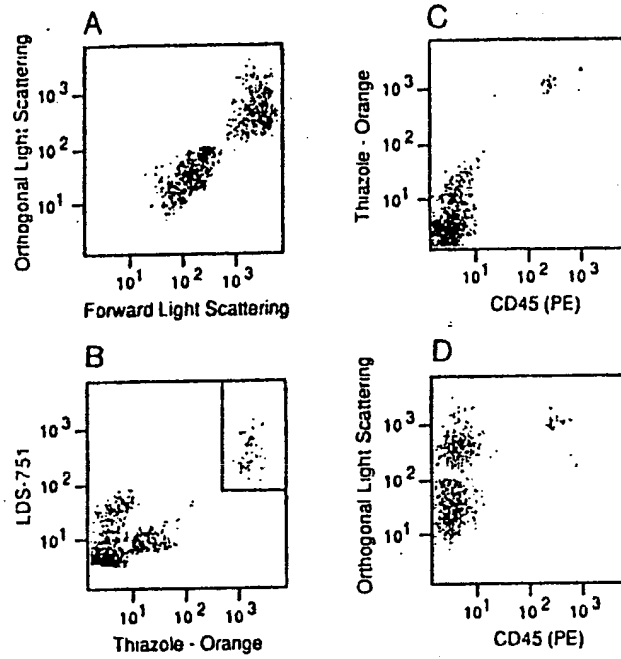 A
Orthogonal Light Scattering
10³
10²
10¹
10¹ 10² 10³
Forward Light Scattering
B
LDS-751
10³
10²
10¹
10¹ 10² 10³
Thiazole - Orange
C
Thiazole - Orange
10³
10¹
10¹ 10² 10³
CD45 (PE)
D
Orthogonal Light Scattering
10³
10²
10¹
10¹ 10² 10³
CD45 (PE)